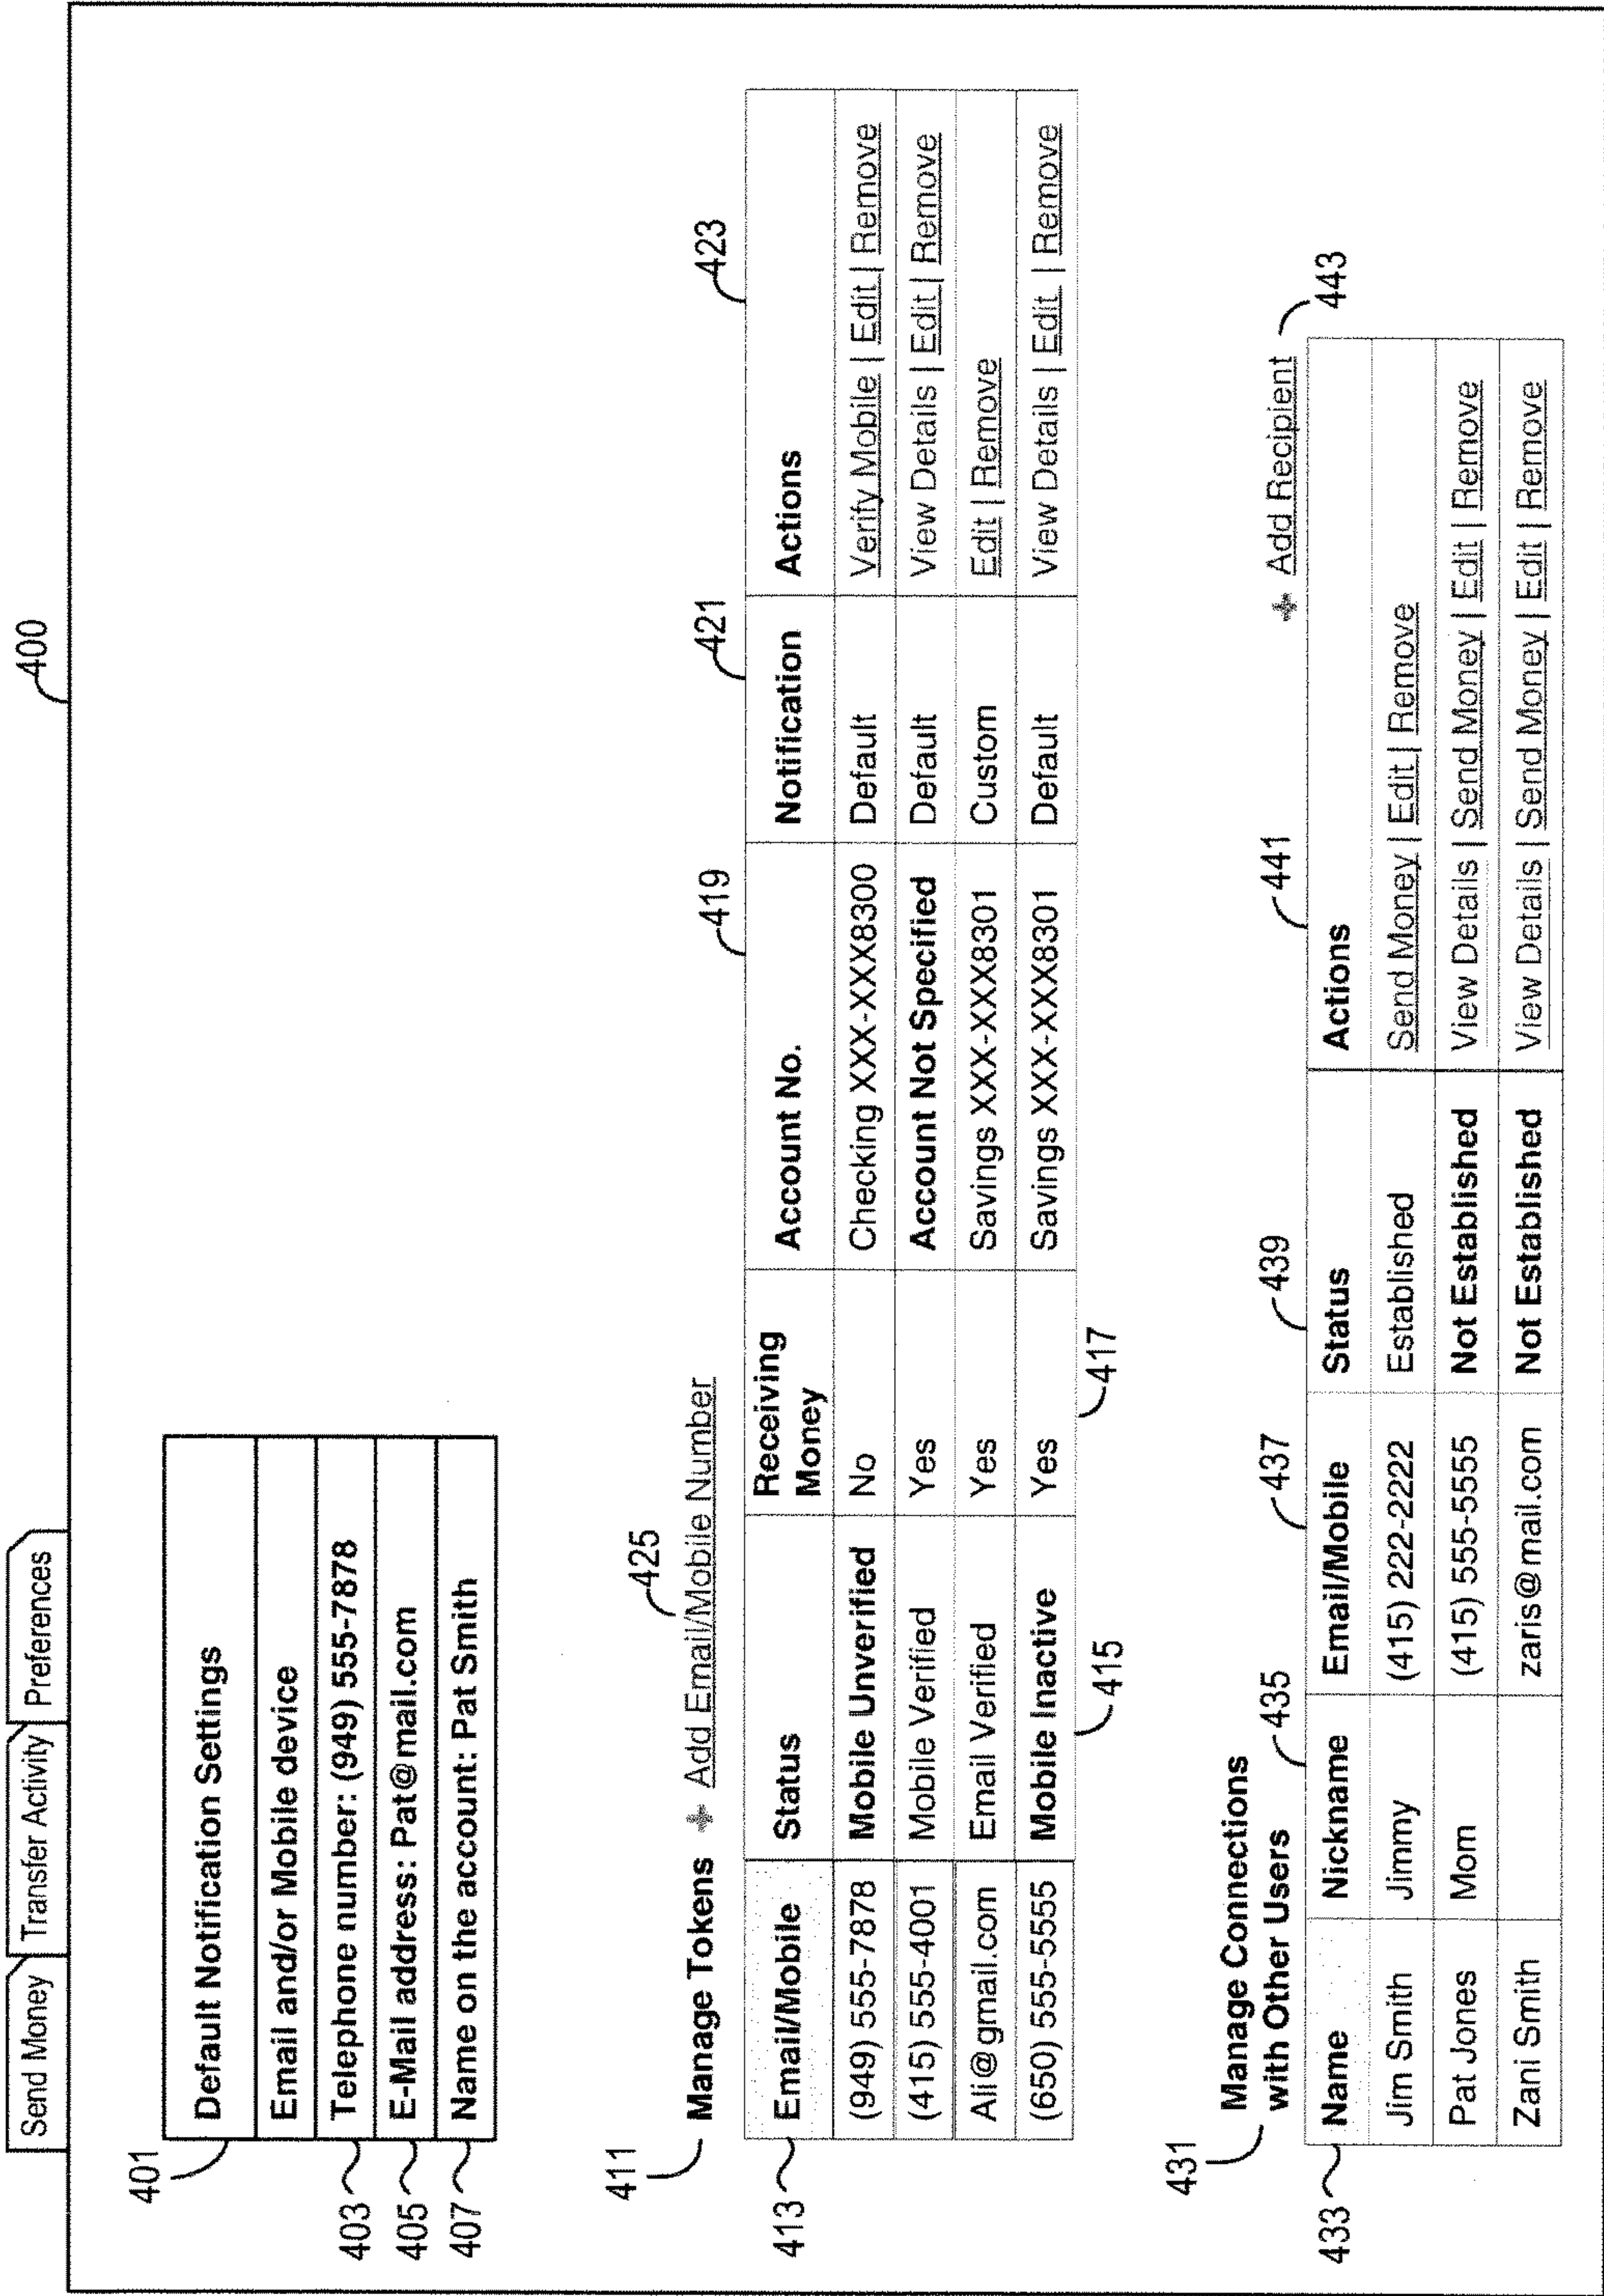 400
Send Money Transfer Activity Preferences
401
Default Notification Settings
Email and/or Mobile device
403 Telephone number: (949) 555-7878
405 E-Mail address: Pat@mail.com
407 Name on the account: Pat Smith
411 Manage Tokens + Add Email/Mobile Number 425
419 421 423
413 Email/Mobile Status Receiving Money Account No. Notification Actions
(949) 555-7878 Mobile Unverified No Checking XXX-XXX8300 Default Verify Mobile | Edit | Remove
(415) 555-4001 Mobile Verified Yes Account Not Specified Default View Details | Edit | Remove
Ali@gmail.com Email Verified Yes Savings XXX-XXX8301 Custom Edit | Remove
(650) 555-5555 Mobile Inactive Yes Savings XXX-XXX8301 Default View Details | Edit | Remove
415 417
431 Manage Connections
with Other Users 435 437 439 441 + Add Recipient 443
433 Name Nickname Email/Mobile Status Actions
Jim Smith Jimmy (415) 222-2222 Established Send Money | Edit | Remove
Pat Jones Mom (415) 555-5555 Not Established View Details | Send Money | Edit | Remove
Zani Smith zaris@mail.com Not Established View Details | Send Money | Edit | Remove